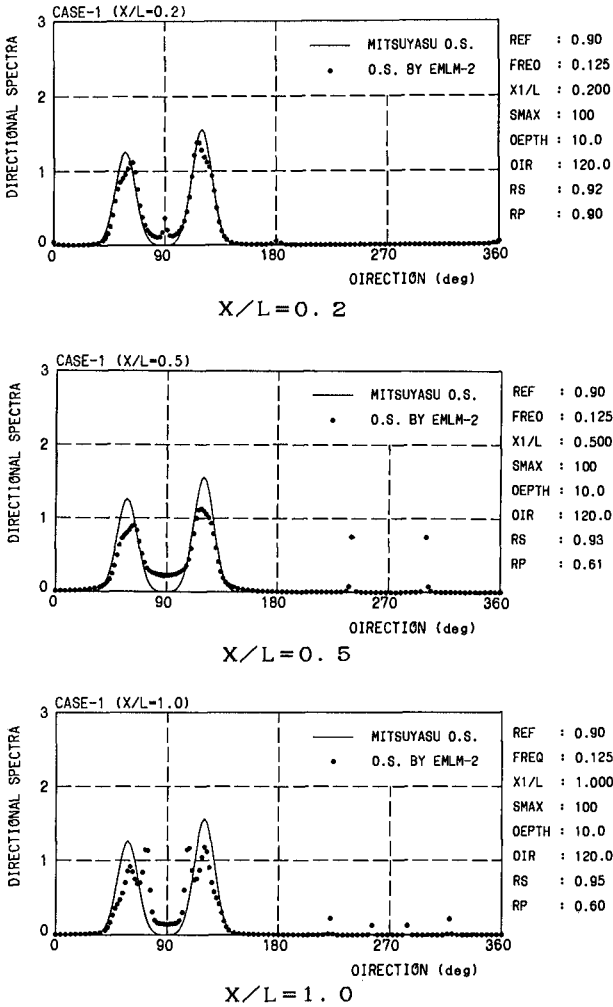 CASE-1 (X/L=0.2)
3
2
1
0
DIRECTIONAL SPECTRA
MITSUYASU O.S.
O.S. BY EMLM-2
0 90 180 270 360
OIRECTION (deg)
REF : 0.90
FREO : 0.125
X1/L : 0.200
SMAX : 100
OEPTH : 10.0
OIR : 120.0
RS : 0.92
RP : 0.90
X/L=0.2
CASE-1 (X/L=0.5)
3
2
1
0
DIRECTIONAL SPECTRA
MITSUYASU O.S.
O.S. BY EMLM-2
0 90 180 270 360
OIRECTION (deg)
REF : 0.90
FREO : 0.125
X1/L : 0.500
SMAX : 100
OEPTH : 10.0
OIR : 120.0
RS : 0.93
RP : 0.61
X/L=0.5
CASE-1 (X/L=1.0)
3
2
1
0
DIRECTIONAL SPECTRA
MITSUYASU O.S.
O.S. BY EMLM-2
0 90 180 270 360
OIRECTION (deg)
REF : 0.90
FREQ : 0.125
X1/L : 1.000
SMAX : 100
OEPTH : 10.0
OIR : 120.0
RS : 0.95
RP : 0.60
X/L=1.0